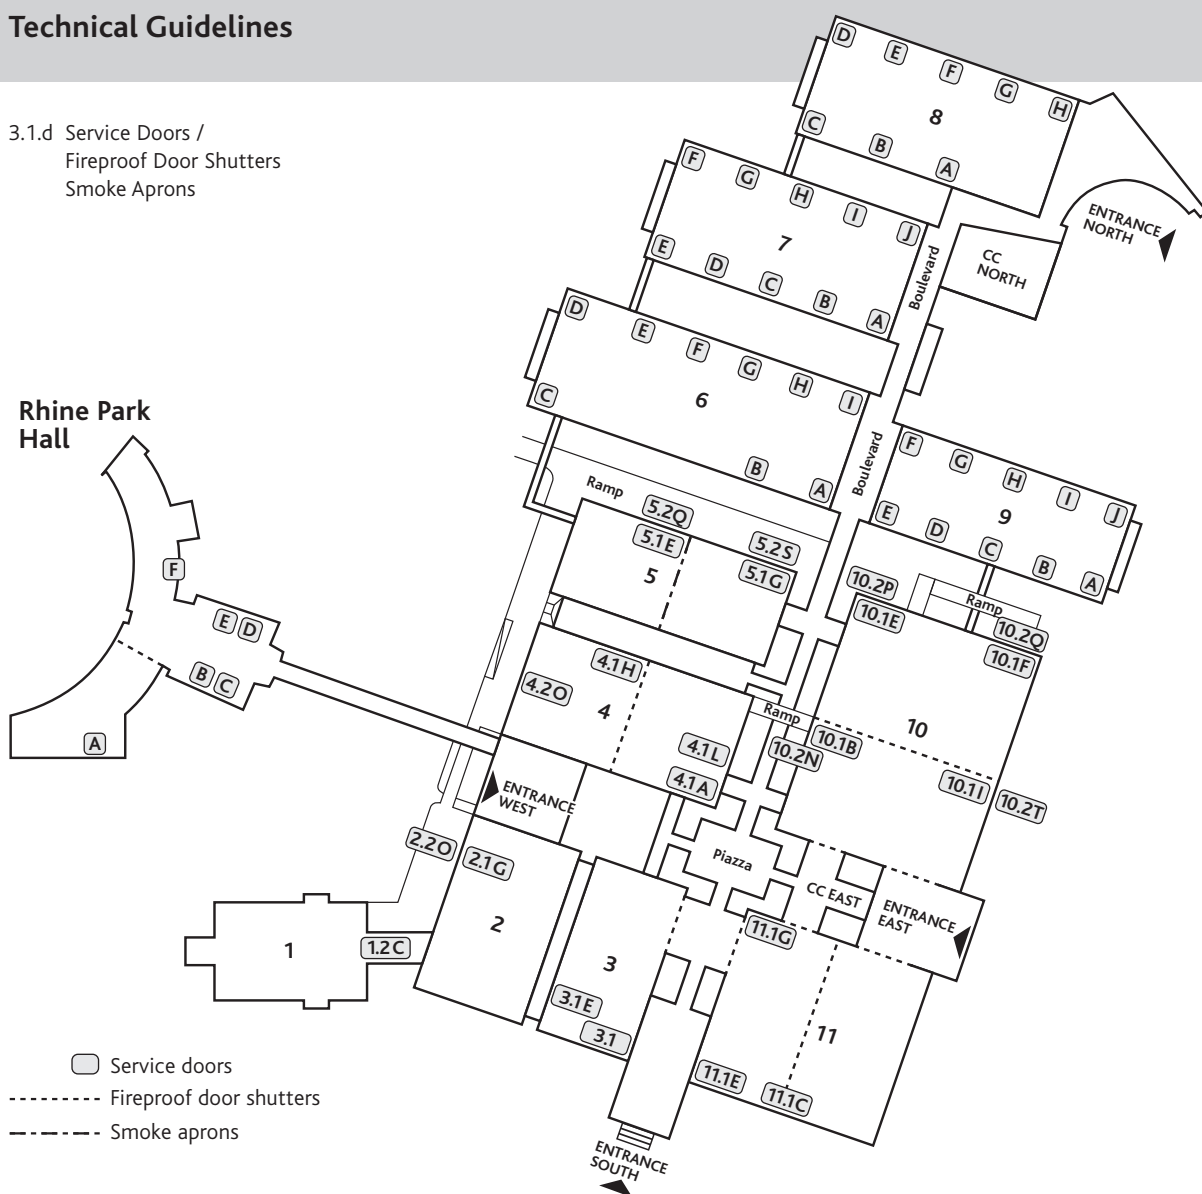 Technical Guidelines
3.1.d Service Doors /
Fireproof Door Shutters
Smoke Aprons
D
E
F
G
H
8
C
B
A
ENTRANCE
NORTH
F
G
H
I
J
7
E
D
C
B
A
Boulevard
CC
NORTH
D
E
F
G
H
I
6
C
B
A
Boulevard
F
G
H
I
J
9
E
D
C
B
A
Rhine Park
Hall
F
E
D
B
C
A
Ramp
5.2Q
5.1E
5.2S
5
5.1G
10.2P
10.1E
Ramp
10.2Q
10.1F
4.1H
4.2O
4
4.1L
4.1A
Ramp
10.2N
10.1B
10
10.1I
10.2T
ENTRANCE
WEST
2.2O
2.1G
Piazza
CC EAST
ENTRANCE
EAST
1
1.2C
2
3
3.1E
3.1
11.1G
11
11.1E
11.1C
Service doors
Fireproof door shutters
Smoke aprons
ENTRANCE
SOUTH